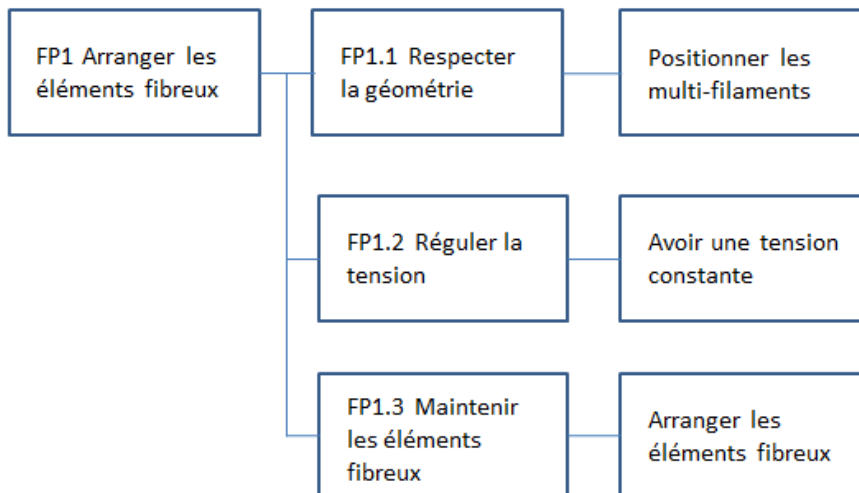 FP1 Arranger les
éléments fibreux
FP1.1 Respecter
la géométrie
Positionner les
multi-filaments
FP1.2 Réguler la
tension
Avoir une tension
constante
FP1.3 Maintenir
les éléments
fibreux
Arranger les
éléments fibreux